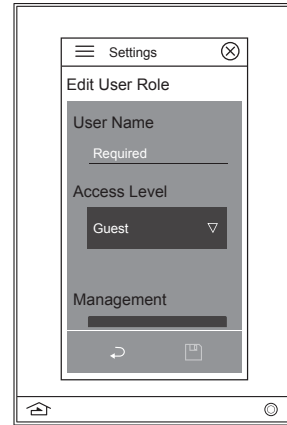 Settings
Edit User Role
User Name
Required
Access Level
Guest
Management